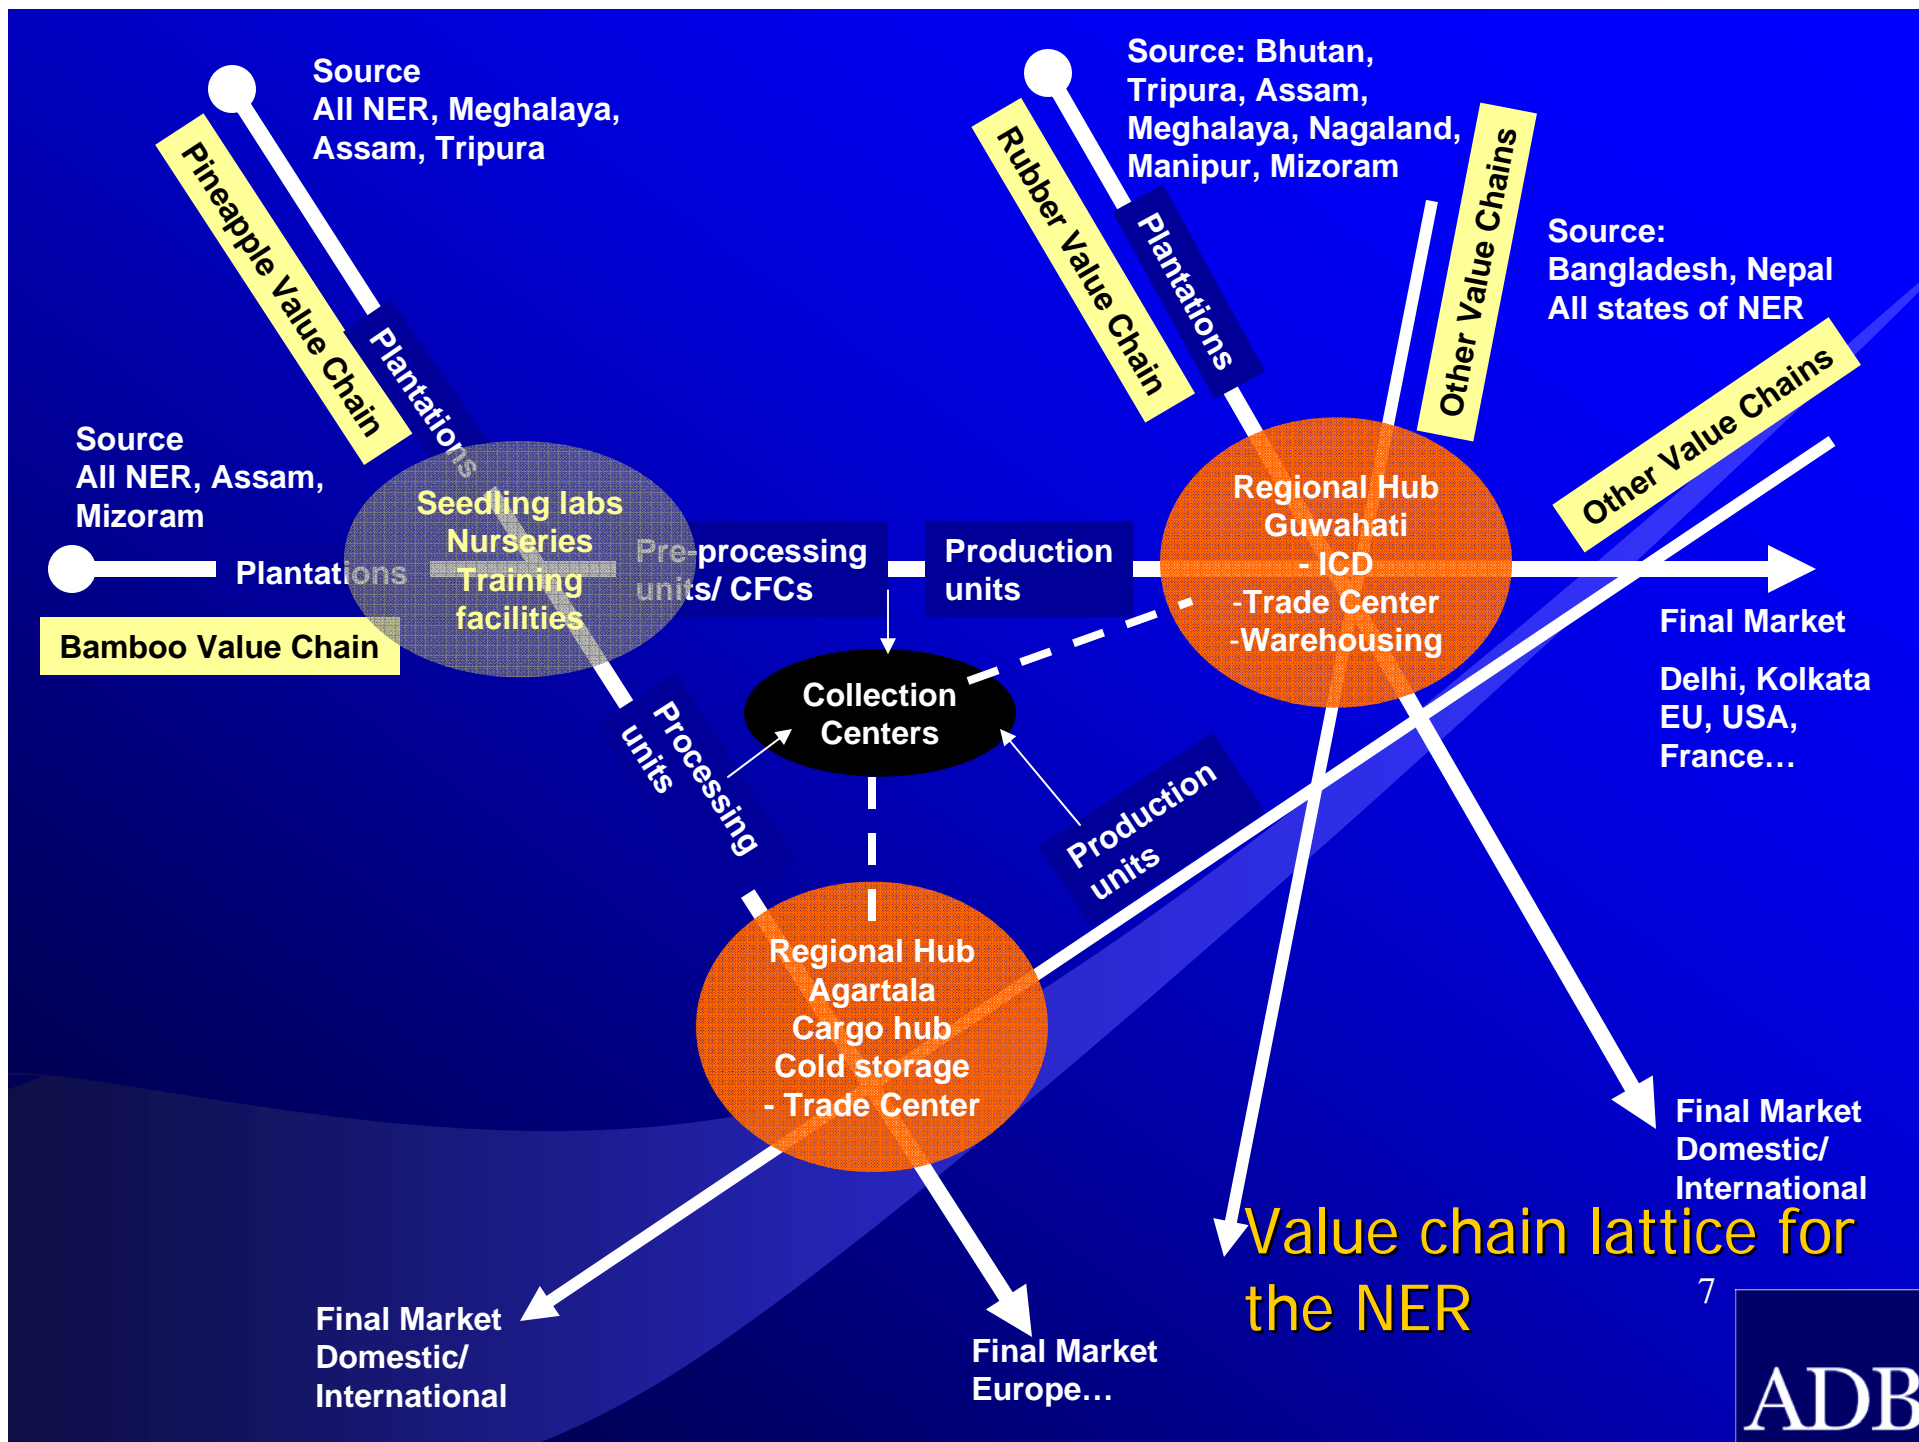 Source
All NER, Meghalaya,
Assam, Tripura
Pineapple Value Chain
Plantations
Source: Bhutan,
Tripura, Assam,
Meghalaya, Nagaland,
Manipur, Mizoram
Rubber Value Chain
Plantations
Other Value Chains
Source:
Bangladesh, Nepal
All states of NER
Other Value Chains
Source
All NER, Assam,
Mizoram
Plantations
Bamboo Value Chain
Seedling labs
Nurseries
Training
facilities
Pre-processing
units/ CFCs
Production
units
Regional Hub
Guwahati
- ICD
-Trade Center
-Warehousing
Final Market
Delhi, Kolkata
EU, USA,
France…
Collection
Centers
Processing
units
Production
units
Regional Hub
Agartala
Cargo hub
Cold storage
- Trade Center
Final Market
Domestic/
International
Final Market
Europe…
Final Market
Domestic/
International
Value chain lattice for
the NER
7
ADB